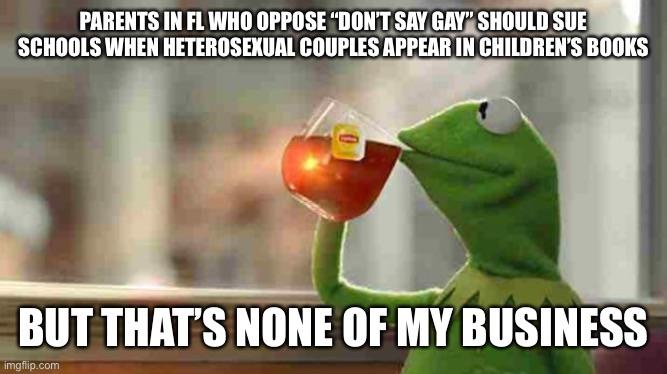 PARENTS IN FL WHO OPPOSE “DON’T SAY GAY” SHOULD SUE
SCHOOLS WHEN HETEROSEXUAL COUPLES APPEAR IN CHILDREN’S BOOKS
Lipton
BUT THAT’S NONE OF MY BUSINESS
imgflip.com